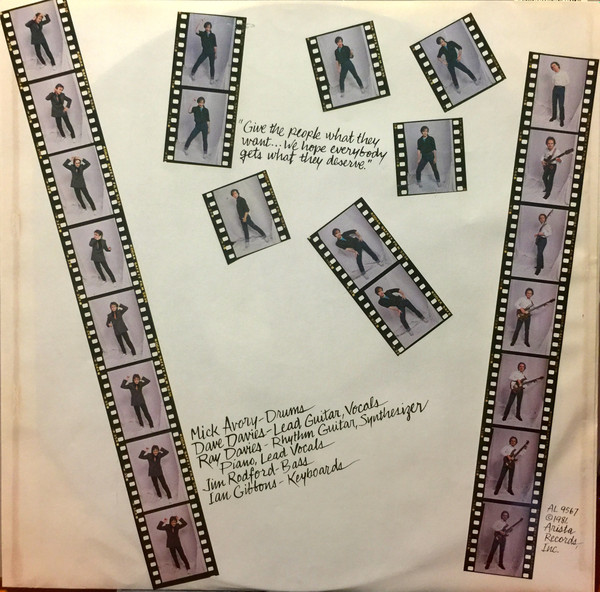 "Give the people what they
want...We hope everybody
gets what they deserve."
Mick Avory-Drums
Dave Davies-Lead Guitar, Vocals
Ray Davies-Rhythm Guitar, Synthesizer
Piano, Lead Vocals
Jim Rodford-Bass
Ian Gibbons-Keyboards
AL 9567
©1981,
Arista
Records,
Inc.